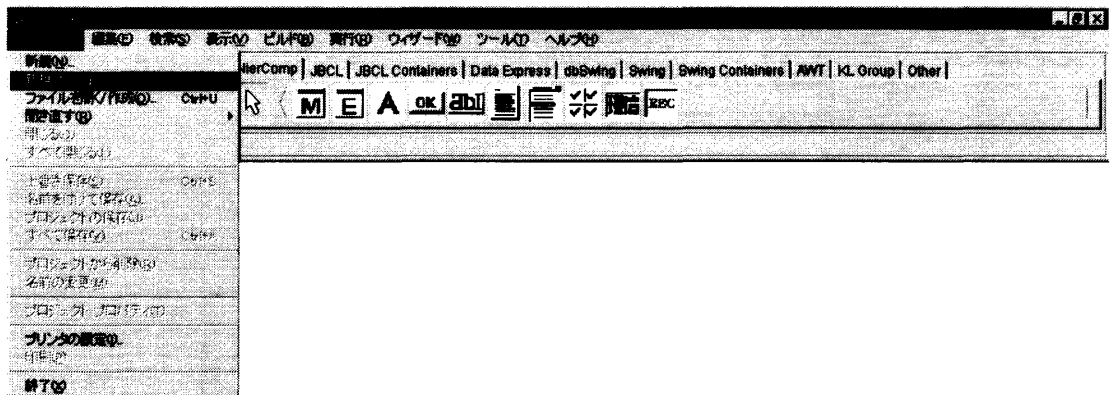 編集(E) 検索(S) 表示(V) ビルド(B) 実行(R) ウィザード(W) ツール(T) ヘルプ(H)
JBCL JBCL Containers Data Express dbSwing Swing Swing Containers AWT KL Group Other
M E A OK abI
新規(N)...
ファイルを開く/作成(O)... Ctrl+U
開き直す(R)
閉じる(C)
すべて閉じる(L)
上書き保存(S) Ctrl+S
名前を付けて保存(A)...
プロジェクトの保存(J)
すべて保存(V)
プロジェクトから削除(R)
名前の変更(M)
プロジェクト プロパティ(T)
プリンタの設定(I)...
印刷(P)
終了(X)